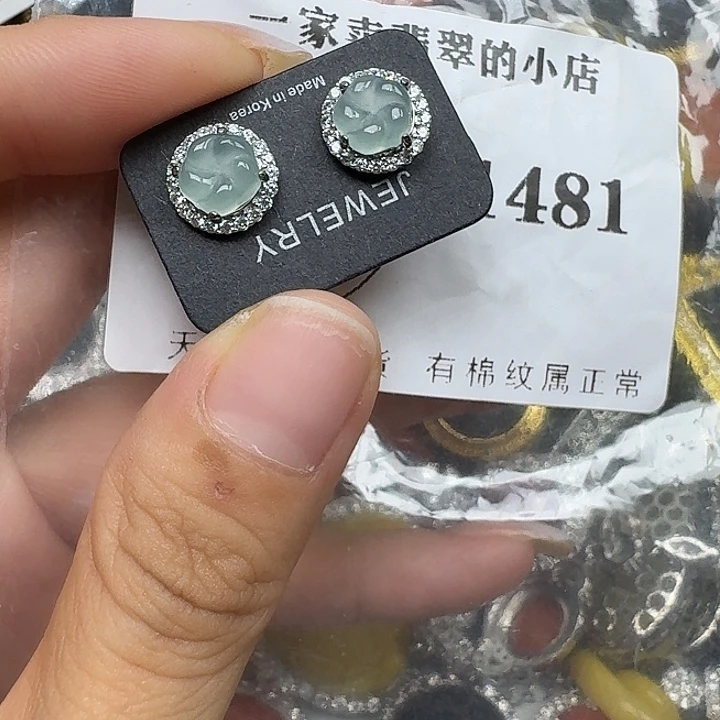 一家卖翡翠的小店
1481
天 货 有棉纹属正常
Made in Korea
JEWELRY